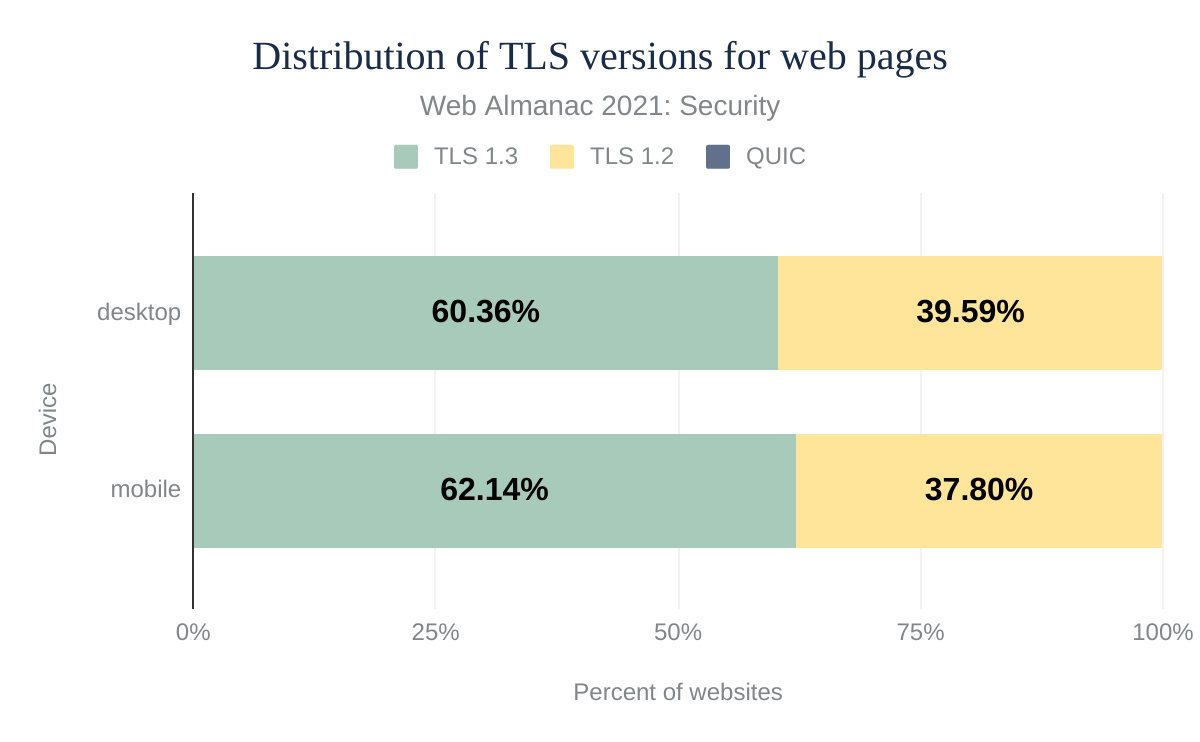 Distribution of TLS versions for web pages
Web Almanac 2021: Security
TLS 1.3 TLS 1.2 QUIC
desktop 60.36% 39.59%
Device
mobile 62.14% 37.80%
0% 25% 50% 75% 100%
Percent of websites